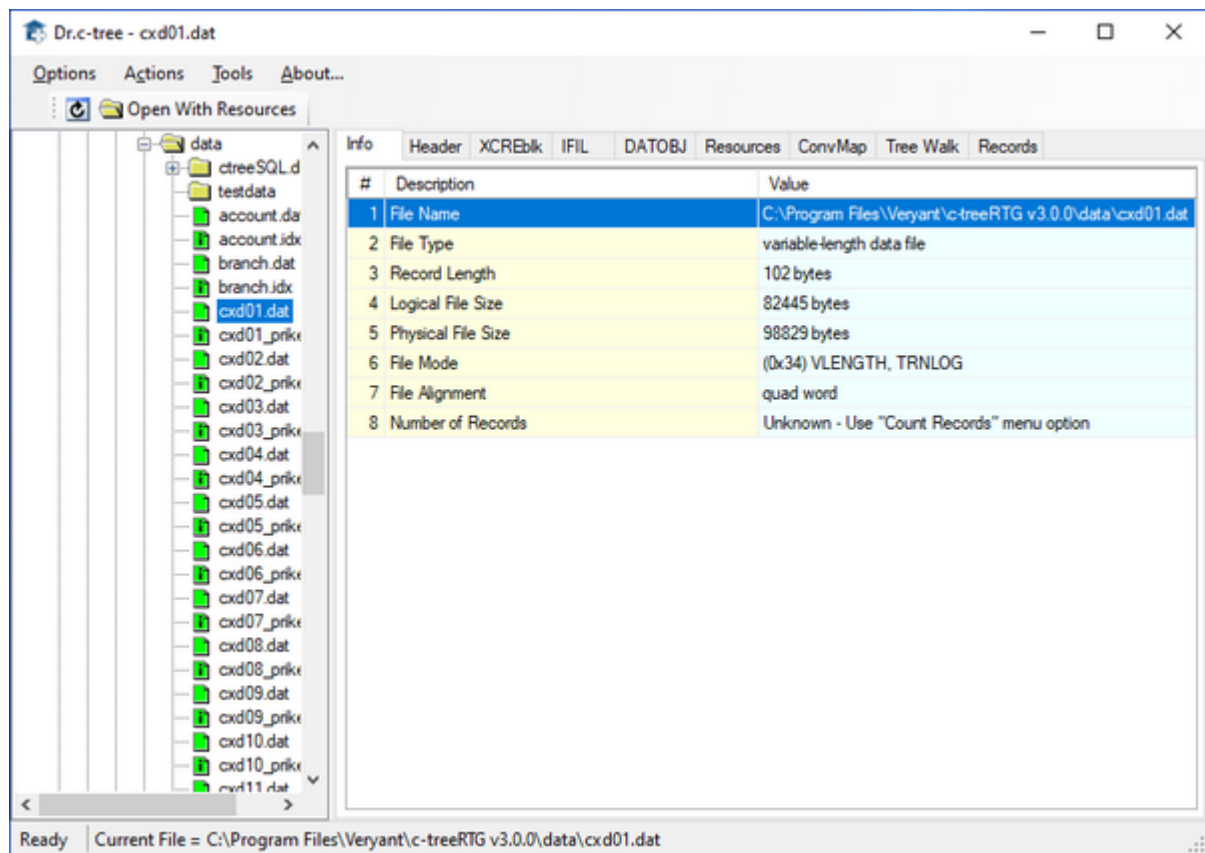 Dr.c-tree - cxd01.dat
Options Actions Tools About...
Open With Resources
data
ctreeSQL.d
testdata
account.da
account.idx
branch.dat
branch.idx
cxd01.dat
cxd01_prike
cxd02.dat
cxd02_prike
cxd03.dat
cxd03_prike
cxd04.dat
cxd04_prike
cxd05.dat
cxd05_prike
cxd06.dat
cxd06_prike
cxd07.dat
cxd07_prike
cxd08.dat
cxd08_prike
cxd09.dat
cxd09_prike
cxd10.dat
cxd10_prike
cxd11.dat
Info Header XCREblk IFIL DATOBJ Resources ConvMap Tree Walk Records
# Description Value
1 File Name C:\Program Files\Veryant\c-treeRTG v3.0.0\data\cxd01.dat
2 File Type variable-length data file
3 Record Length 102 bytes
4 Logical File Size 82445 bytes
5 Physical File Size 98829 bytes
6 File Mode (0x34) VLENGTH, TRNLOG
7 File Alignment quad word
8 Number of Records Unknown - Use "Count Records" menu option
Ready Current File = C:\Program Files\Veryant\c-treeRTG v3.0.0\data\cxd01.dat